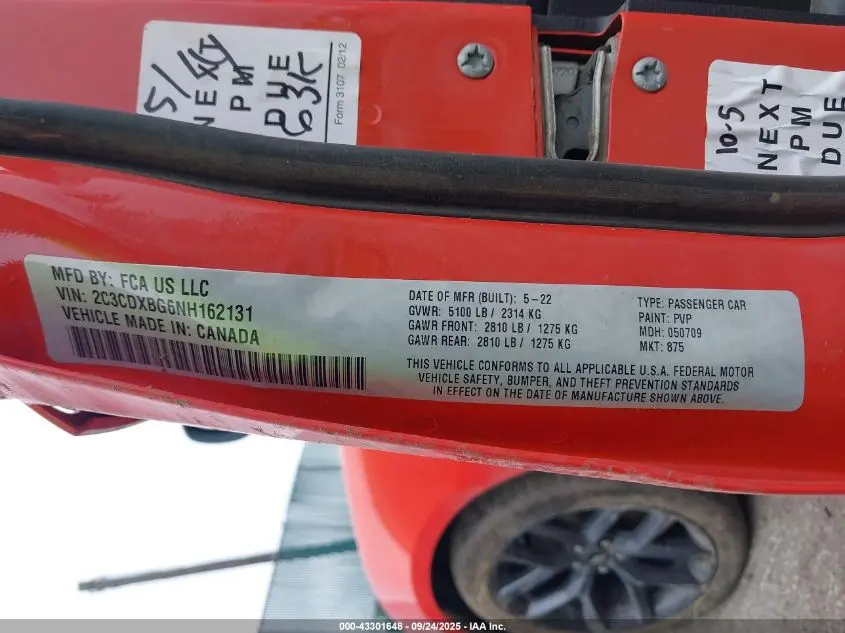 5/
NEXT
PM
DUE
63K
Form 3107 02/12
10-5
NEXT
PM
DUE
MFD BY: FCA US LLC
VIN: 2C3CDXBG6NH162131
VEHICLE MADE IN: CANADA
DATE OF MFR (BUILT): 5-22
GVWR: 5100 LB / 2314 KG
GAWR FRONT: 2810 LB / 1275 KG
GAWR REAR: 2810 LB / 1275 KG
TYPE: PASSENGER CAR
PAINT: PVP
MDH: 050709
MKT: 875
THIS VEHICLE CONFORMS TO ALL APPLICABLE U.S.A. FEDERAL MOTOR
VEHICLE SAFETY, BUMPER, AND THEFT PREVENTION STANDARDS
IN EFFECT ON THE DATE OF MANUFACTURE SHOWN ABOVE.
000-43301648 - 09/24/2025 - IAA Inc.